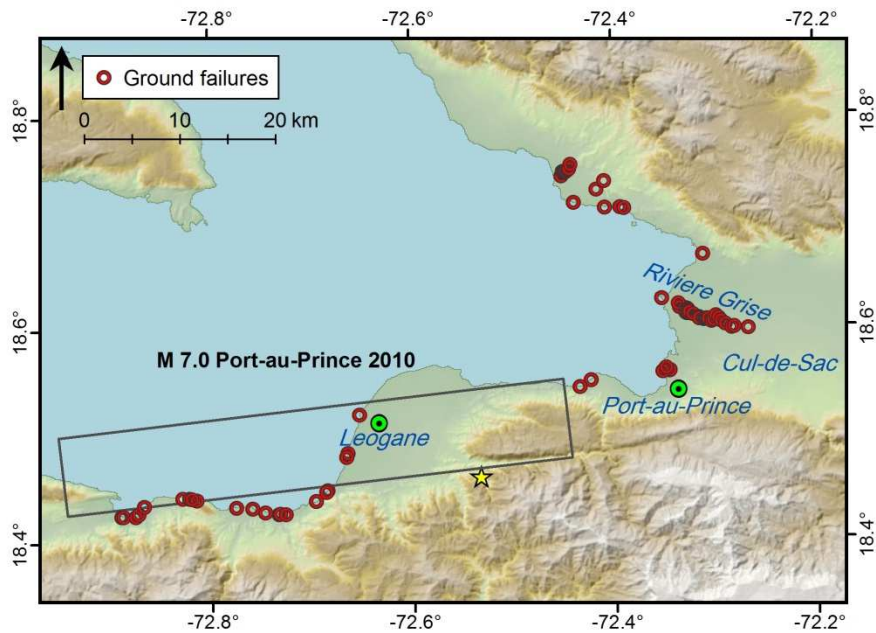 -72.8° -72.6° -72.4° -72.2°
Ground failures
0 10 20 km
18.8° 18.8°
Riviere Grise
18.6° 18.6°
M 7.0 Port-au-Prince 2010
Cul-de-Sac
Port-au-Prince
Leogane
18.4° 18.4°
-72.8° -72.6° -72.4° -72.2°